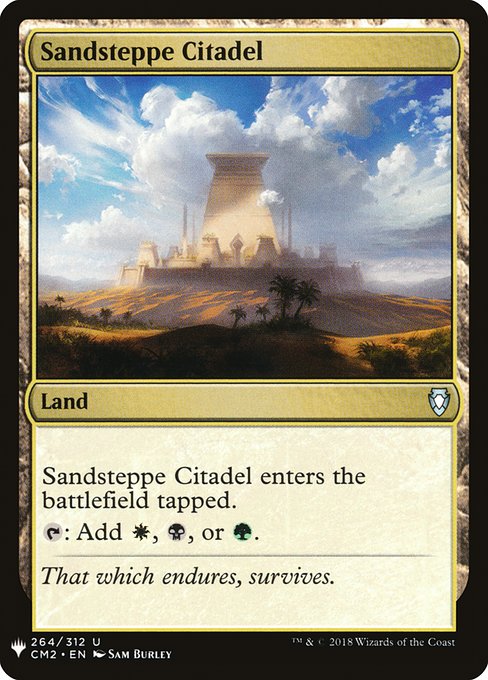 Sandsteppe Citadel
Land
Sandsteppe Citadel enters the
battlefield tapped.
: Add , , or .
That which endures, survives.
264/312 U
CM2 • EN Sam Burley
™ & © 2018 Wizards of the Coast